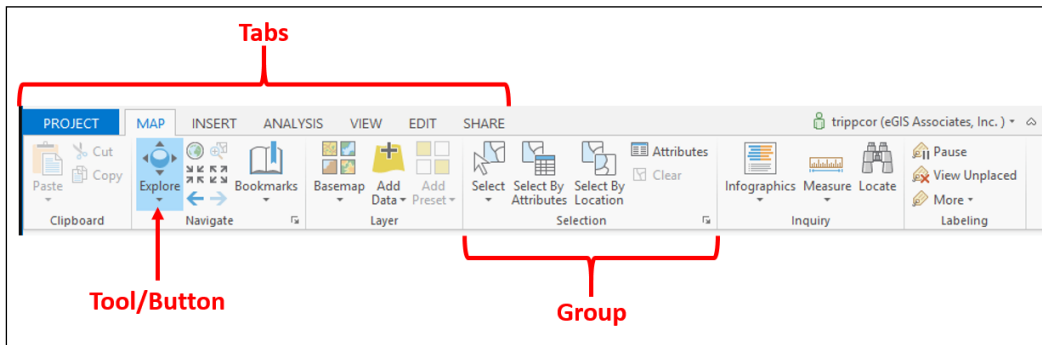 Tabs
PROJECT MAP INSERT ANALYSIS VIEW EDIT SHARE trippcor (eGIS Associates, Inc. )
Paste
Cut
Copy
Clipboard
Explore
Bookmarks
Navigate
Basemap
Add
Data
Add
Preset
Layer
Select
Select By
Attributes
Select By
Location
Attributes
Clear
Selection
Infographics
Measure
Locate
Inquiry
Pause
View Unplaced
More
Labeling
Tool/Button
Group